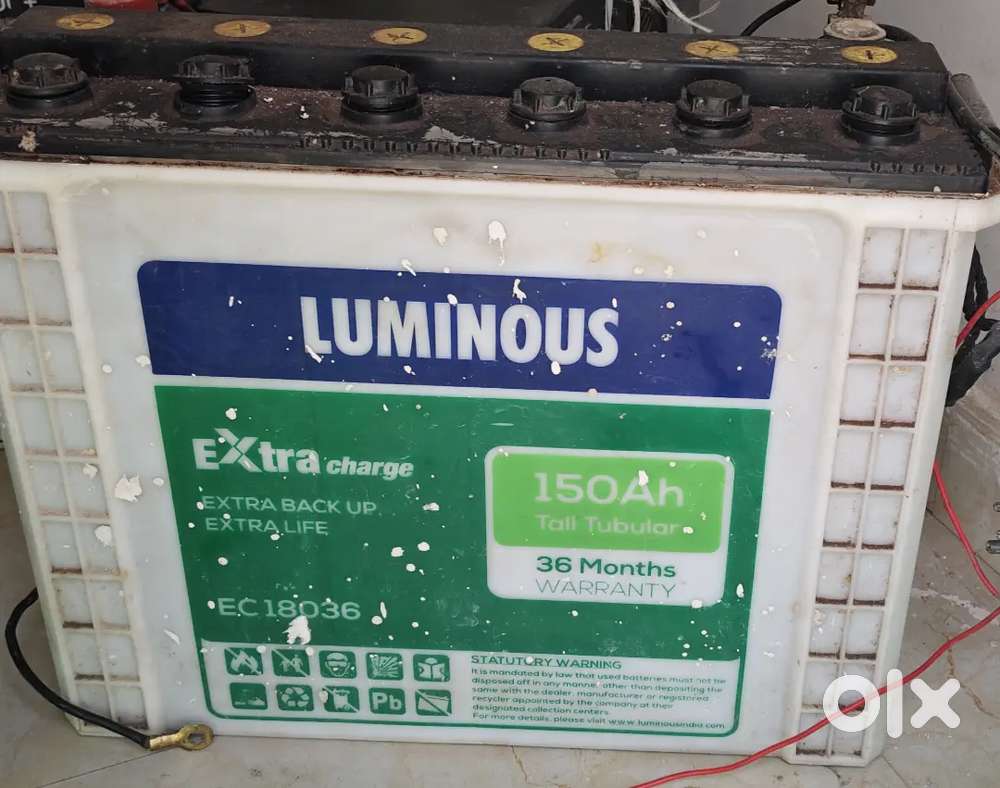 LUMINOUS
eXtra charge
EXTRA BACK UP
EXTRA LIFE
150Ah
Tall Tubular
36 Months
WARRANTY
EC 18036
Pb
STATUTORY WARNING
It is mandated by law that used batteries must not be
disposed off in any manner other than depositing the
same with the dealer, manufacturer or registered
recycler appointed by the company at their
designated collection centers.
For more details, please visit www.luminousindia.com
olx